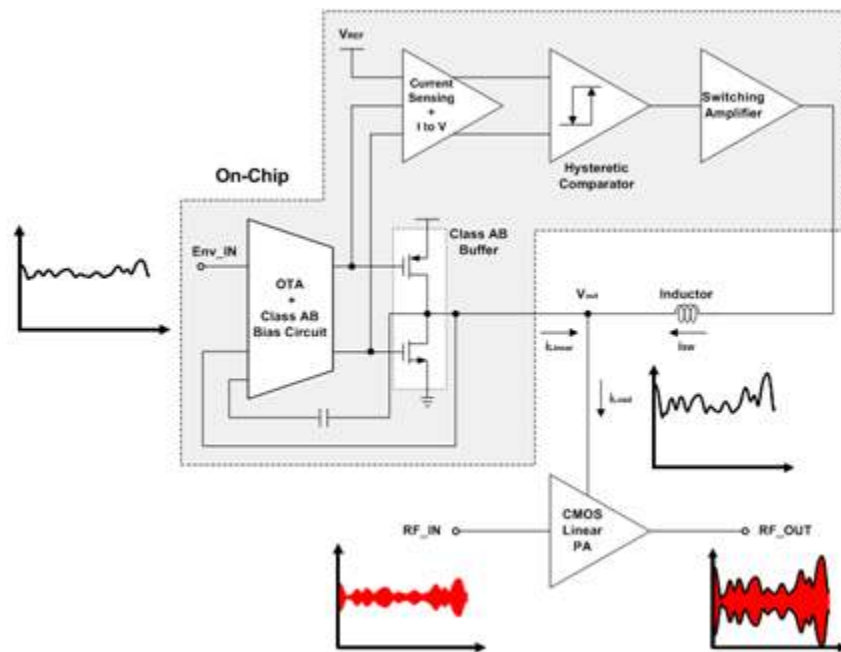 VREF
Current
Sensing
+
I to V
Hysteretic
Comparator
Switching
Amplifier
On-Chip
Env_IN
OTA
+
Class AB
Bias Circuit
Class AB
Buffer
Vout
Inductor
iLinear
isw
iLoad
RF_IN
CMOS
Linear
PA
RF_OUT